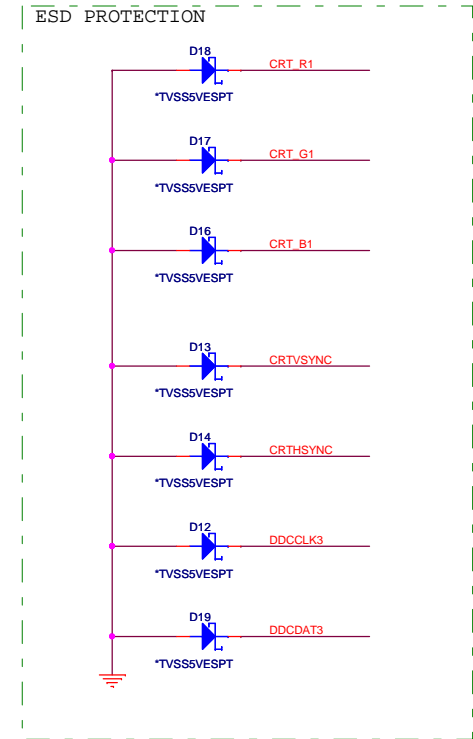 ESD PROTECTION
D18
CRT_R1
*TVSS5VESPT
D17
CRT_G1
*TVSS5VESPT
D16
CRT_B1
*TVSS5VESPT
D13
CRTVSYNC
*TVSS5VESPT
D14
CRTHSYNC
*TVSS5VESPT
D12
DDCCLK3
*TVSS5VESPT
D19
DDCDAT3
*TVSS5VESPT